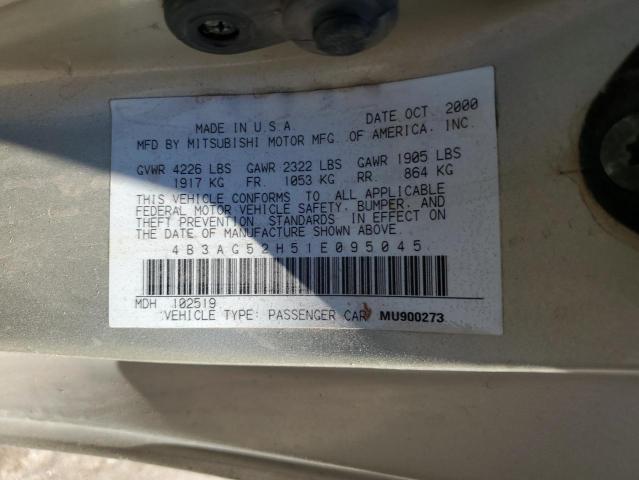 MADE IN U.S.A. DATE OCT 2000
MFD BY MITSUBISHI MOTOR MFG. OF AMERICA, INC.
GVWR 4226 LBS GAWR 2322 LBS GAWR 1905 LBS
1917 KG FR. 1053 KG RR. 864 KG
THIS VEHICLE CONFORMS TO ALL APPLICABLE
FEDERAL MOTOR VEHICLE SAFETY, BUMPER, AND
THEFT PREVENTION STANDARDS IN EFFECT ON
THE DATE OF MANUFACTURE SHOWN ABOVE.
4B3AG52H51E095045
MDH 102519
VEHICLE TYPE: PASSENGER CAR MU900273